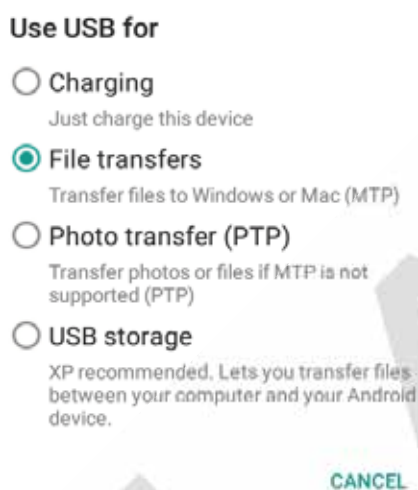 Use USB for
Charging
Just charge this device
File transfers
Transfer files to Windows or Mac (MTP)
Photo transfer (PTP)
Transfer photos or files if MTP is not
supported (PTP)
USB storage
XP recommended. Lets you transfer files
between your computer and your Android
device.
CANCEL